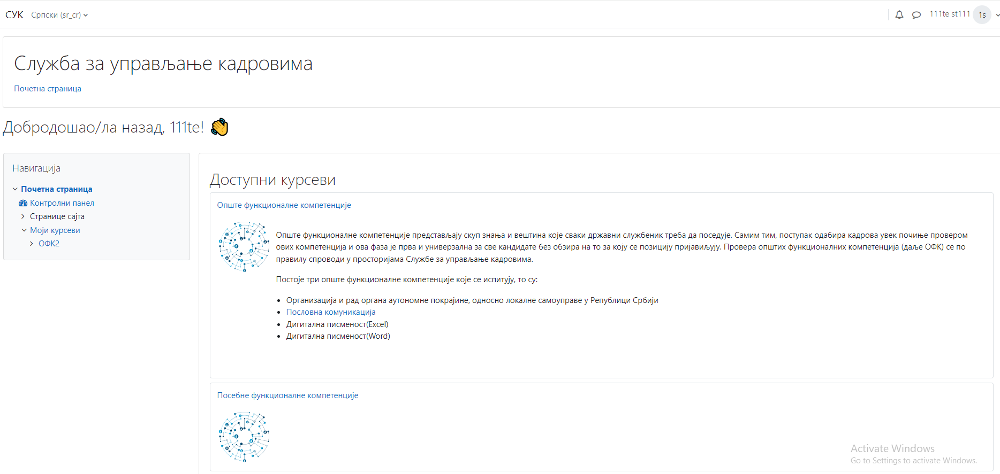 СУК Српски (sr_cr) 111te st111 1s
Служба за управљање кадровима
Почетна страница
Добродошао/ла назад, 111te!
Навигација
Почетна страница
Контролни панел
Странице сајта
Моји курсеви
ОФК2
Доступни курсеви
Опште функционалне компетенције
Опште функционалне компетенције представљају скуп знања и вештина које сваки државни службеник треба да поседује. Самим тим, поступак одабира кадрова увек почиње провером
ових компетенција и ова фаза је прва и универзална за све кандидате без обзира на то за коју се позицију пријавиљују. Провера општих функционалних компетенција (даље ОФК) се по
правилу спроводи у просторијама Службе за управљање кадровима.
Постоје три опште функционалне компетенције које се испитују, то су:
Организација и рад органа аутономне покрајине, односно локалне самоуправе у Републици Србији
Пословна комуникација
Дигитална писменост(Excel)
Дигитална писменост(Word)
Посебне функционалне компетенције
Activate Windows
Go to Settings to activate Windows.